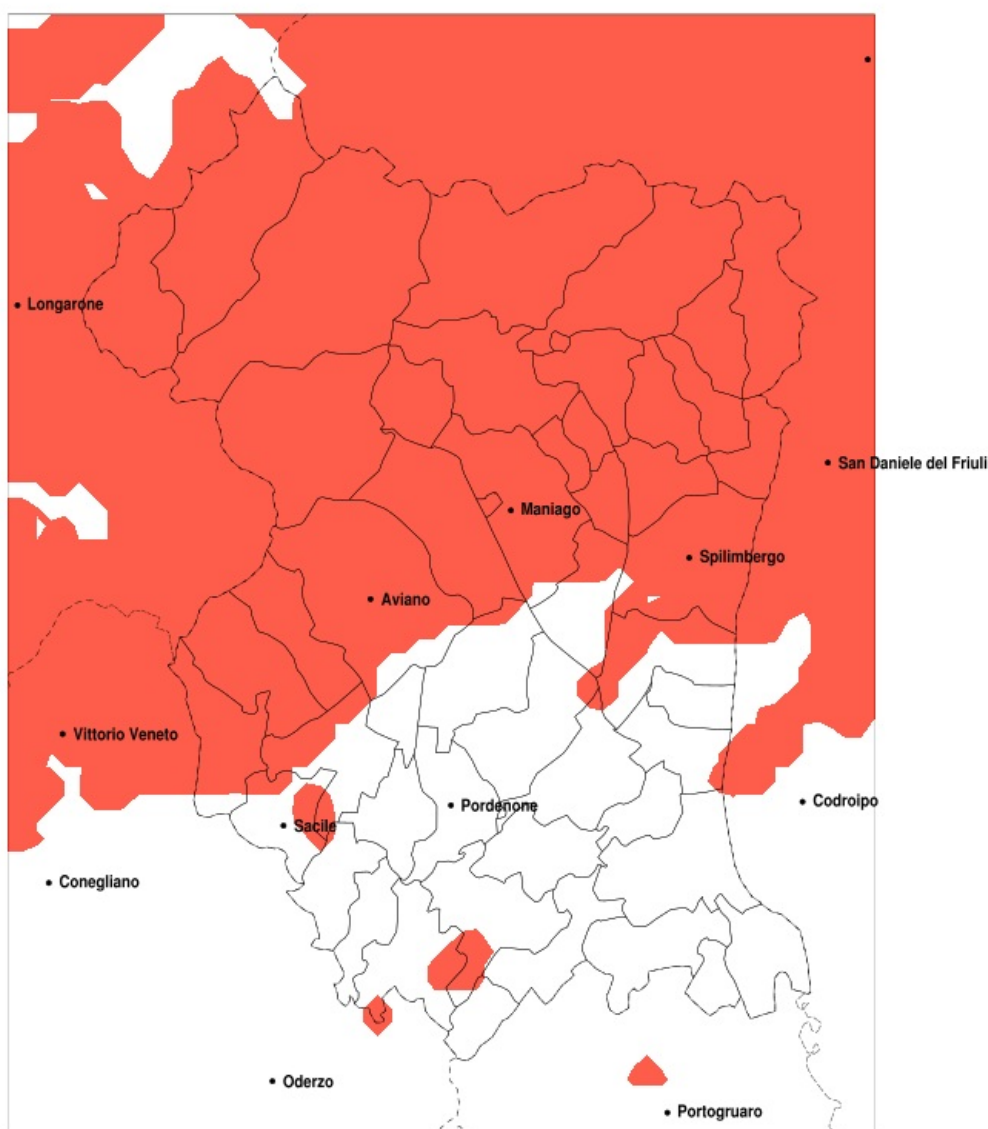 Longarone
San Daniele del Friuli
Maniago
Spilimbergo
Aviano
Vittorio Veneto
Codroipo
Pordenone
Sacile
Conegliano
Oderzo
Portogruaro